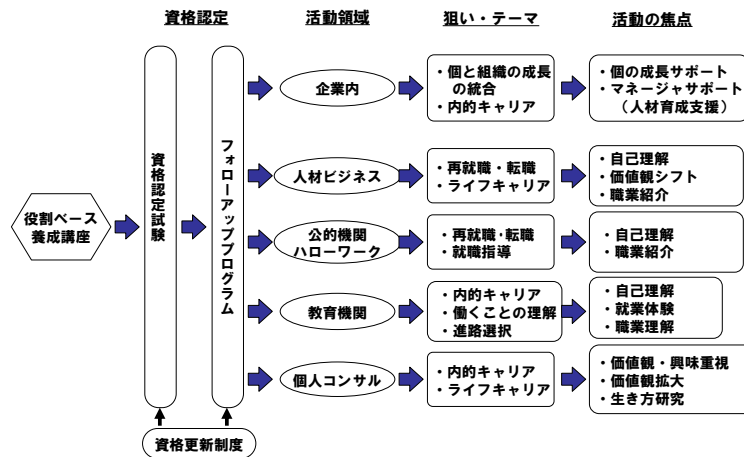 資格認定
活動領域
狙い・テーマ
活動の焦点
役割ベース
養成講座
資格認定試験
フォローアッププログラム
資格更新制度
企業内
・個と組織の成長
の統合
・内的キャリア
・個の成長サポート
・マネージャサポート
（人材育成支援）
人材ビジネス
・再就職・転職
・ライフキャリア
・自己理解
・価値観シフト
・職業紹介
公的機関
ハローワーク
・再就職・転職
・就職指導
・自己理解
・職業紹介
教育機関
・内的キャリア
・働くことの理解
・進路選択
・自己理解
・就業体験
・職業理解
個人コンサル
・内的キャリア
・ライフキャリア
・価値観・興味重視
・価値観拡大
・生き方研究